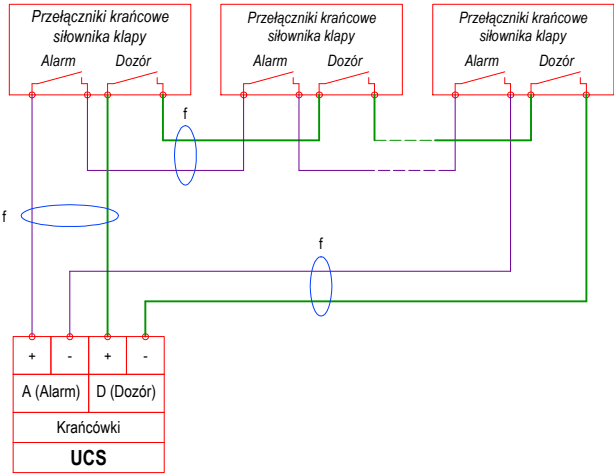 Przełączniki krańcowe
siłownika klapy
Alarm Dozór
Przełączniki krańcowe
siłownika klapy
Alarm Dozór
Przełączniki krańcowe
siłownika klapy
Alarm Dozór
f
f
f
+ - + -
A (Alarm) D (Dozór)
Krańcówki
UCS